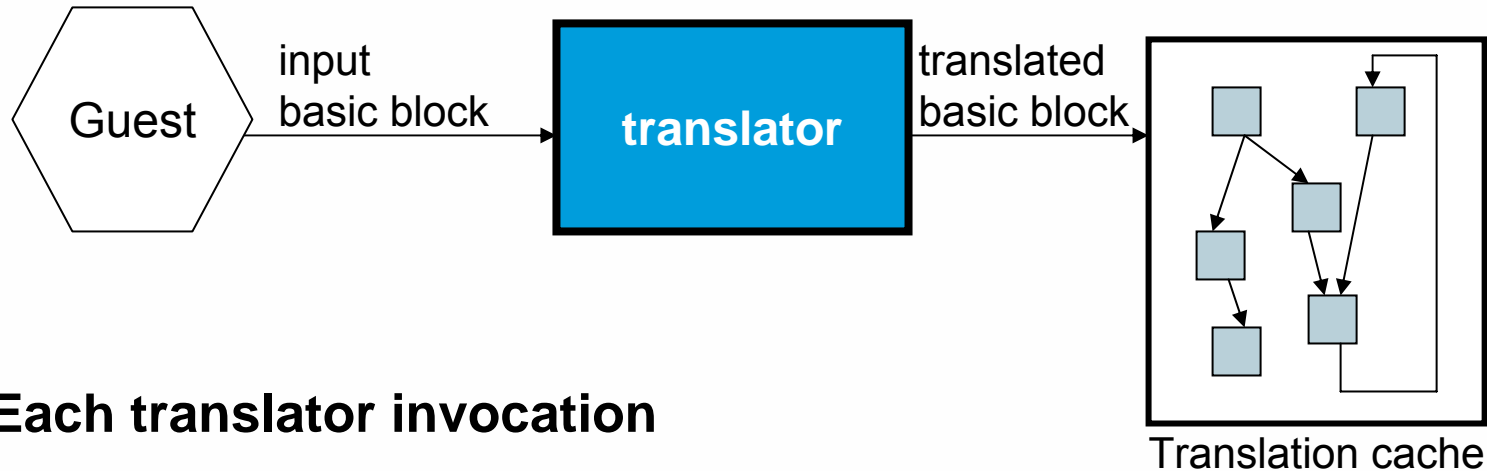 Guest
input
basic block
translator
translated
basic block
Each translator invocation
Translation cache